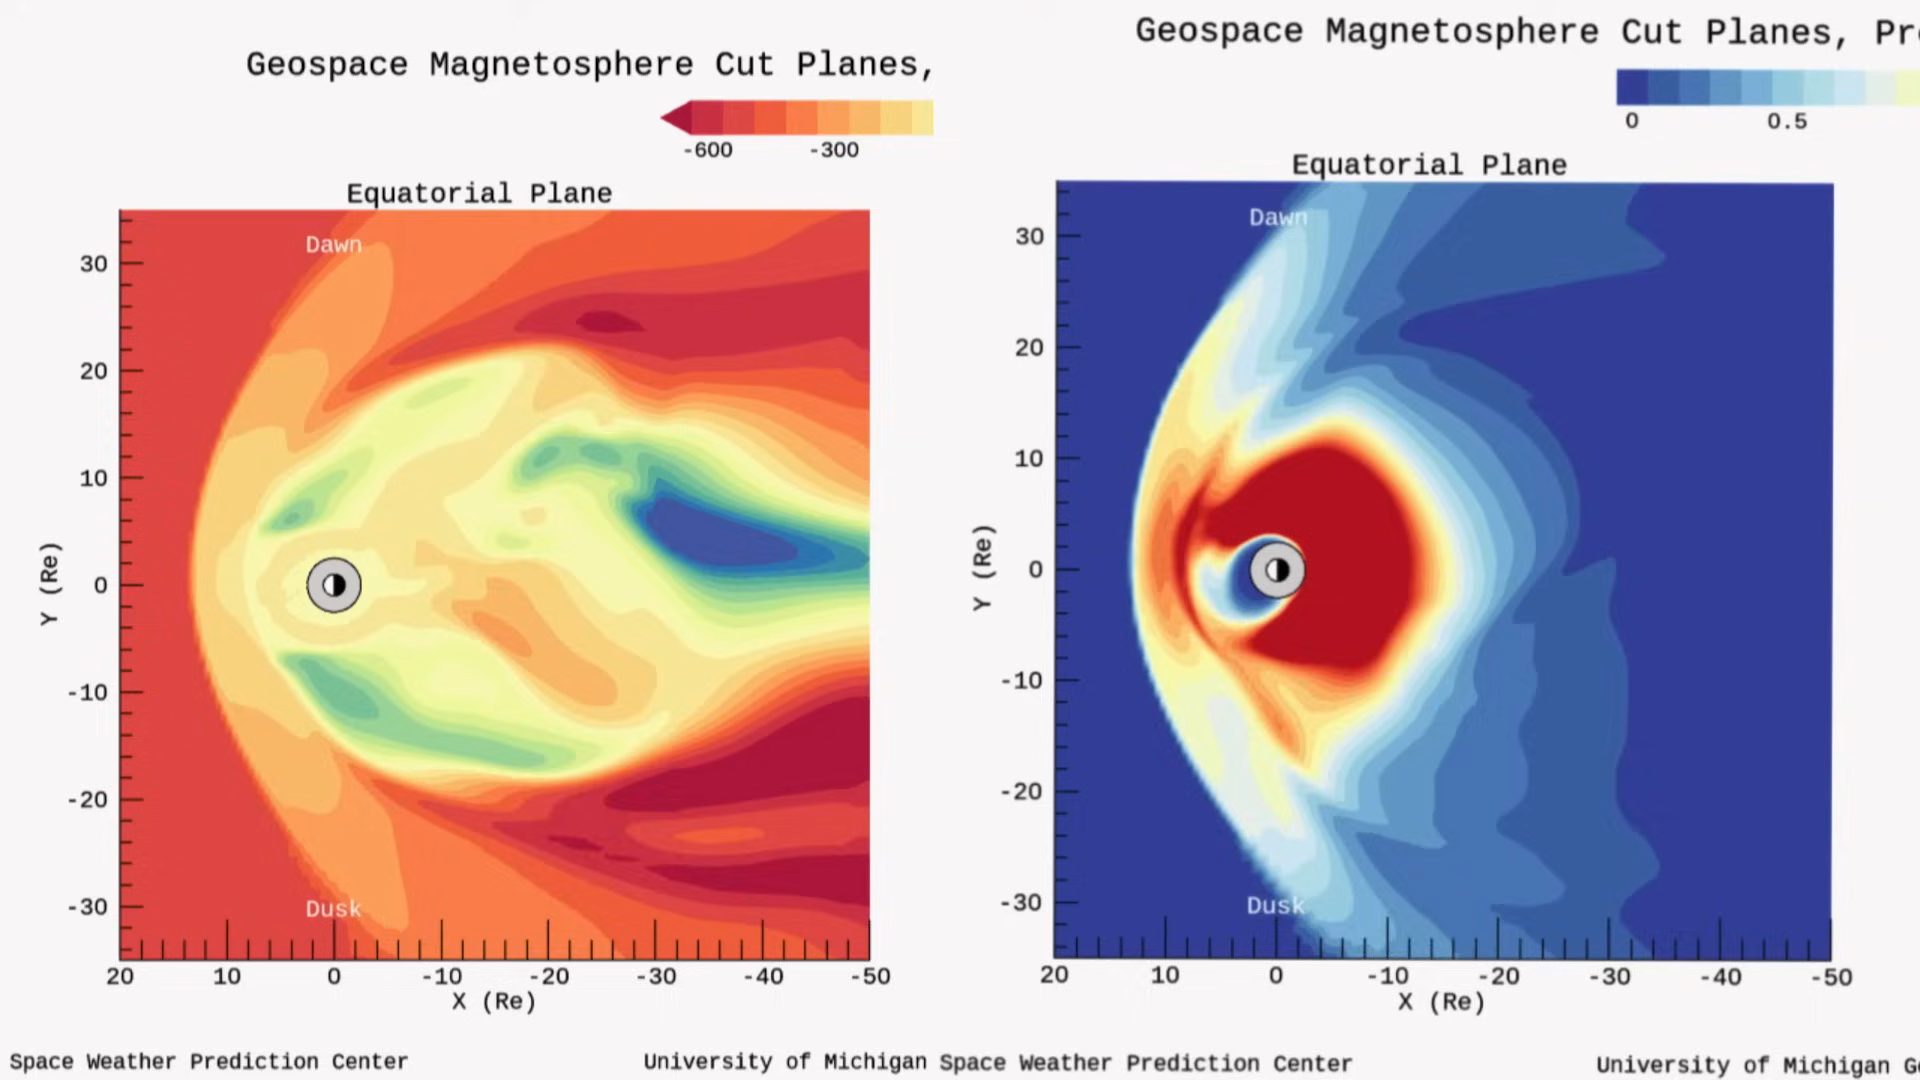 Geospace Magnetosphere Cut Planes,
-600 -300
Equatorial Plane
Dawn
30
20
10
0
-10
-20
-30
Y (Re)
Dusk
20 10 0 -10 -20 -30 -40 -50
X (Re)
Space Weather Prediction Center
University of Michigan
Geospace Magnetosphere Cut Planes, Pr
0 0.5
Equatorial Plane
Dawn
30
20
10
0
-10
-20
-30
Y (Re)
Dusk
20 10 0 -10 -20 -30 -40 -50
X (Re)
Space Weather Prediction Center
University of Michigan G